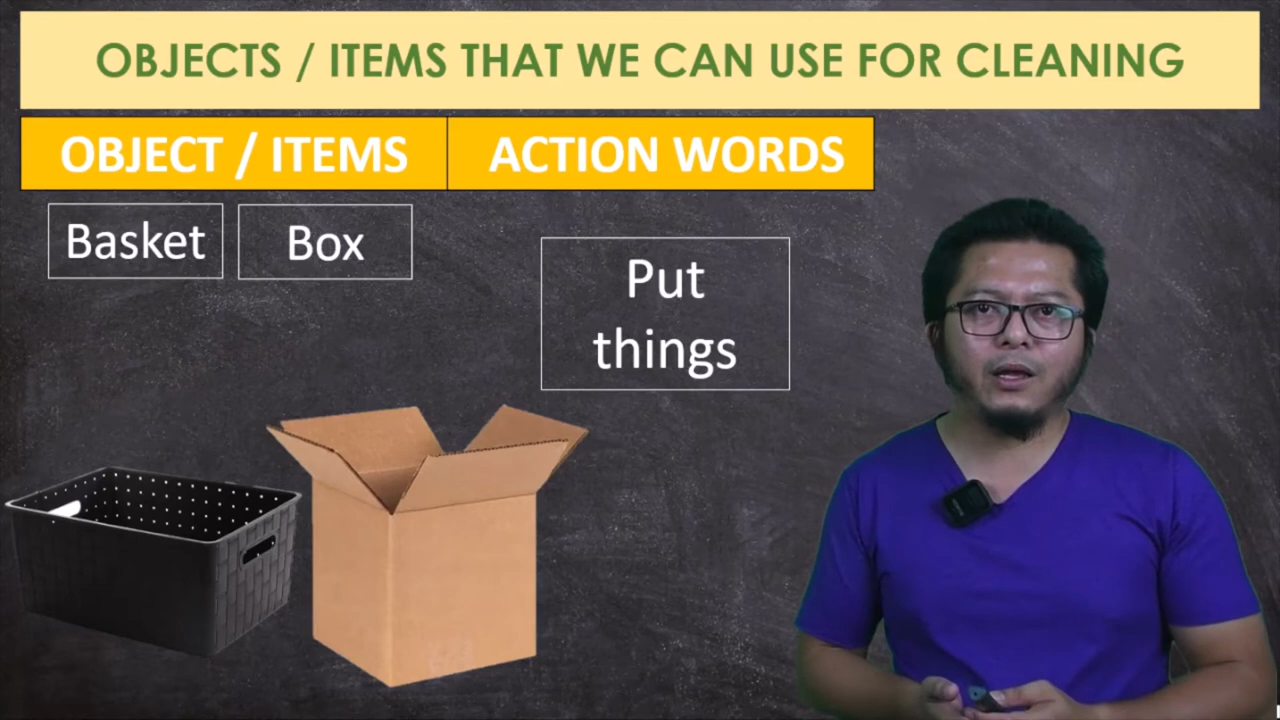 OBJECTS / ITEMS THAT WE CAN USE FOR CLEANING
OBJECT / ITEMS
ACTION WORDS
Basket
Box
Put
things